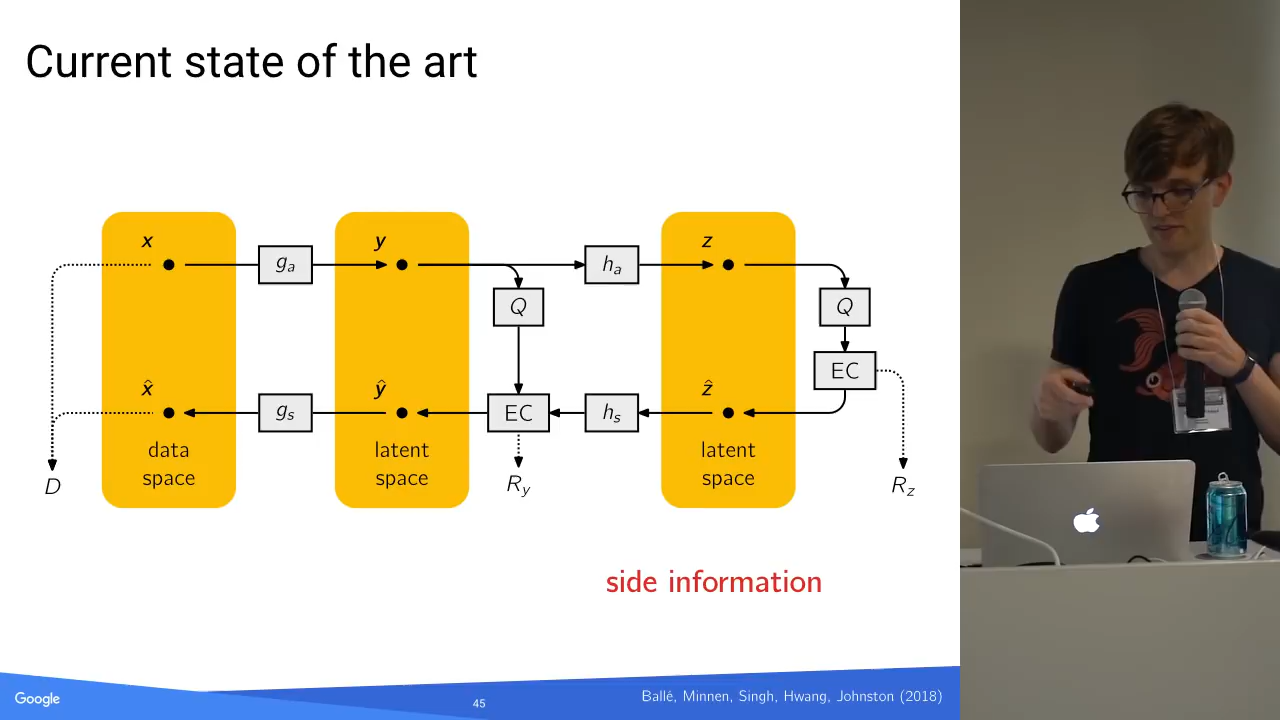 Current state of the art
x
g_a
y
h_a
z
Q
Q
EC
x̂
g_s
ŷ
EC
h_s
ẑ
data
space
latent
space
latent
space
D
R_y
R_z
side information
Google
45
Ballé, Minnen, Singh, Hwang, Johnston (2018)